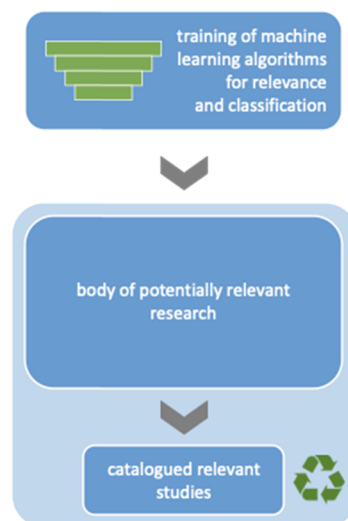 training of machine
learning algorithms
for relevance
and classification
body of potentially relevant
research
catalogued relevant
studies